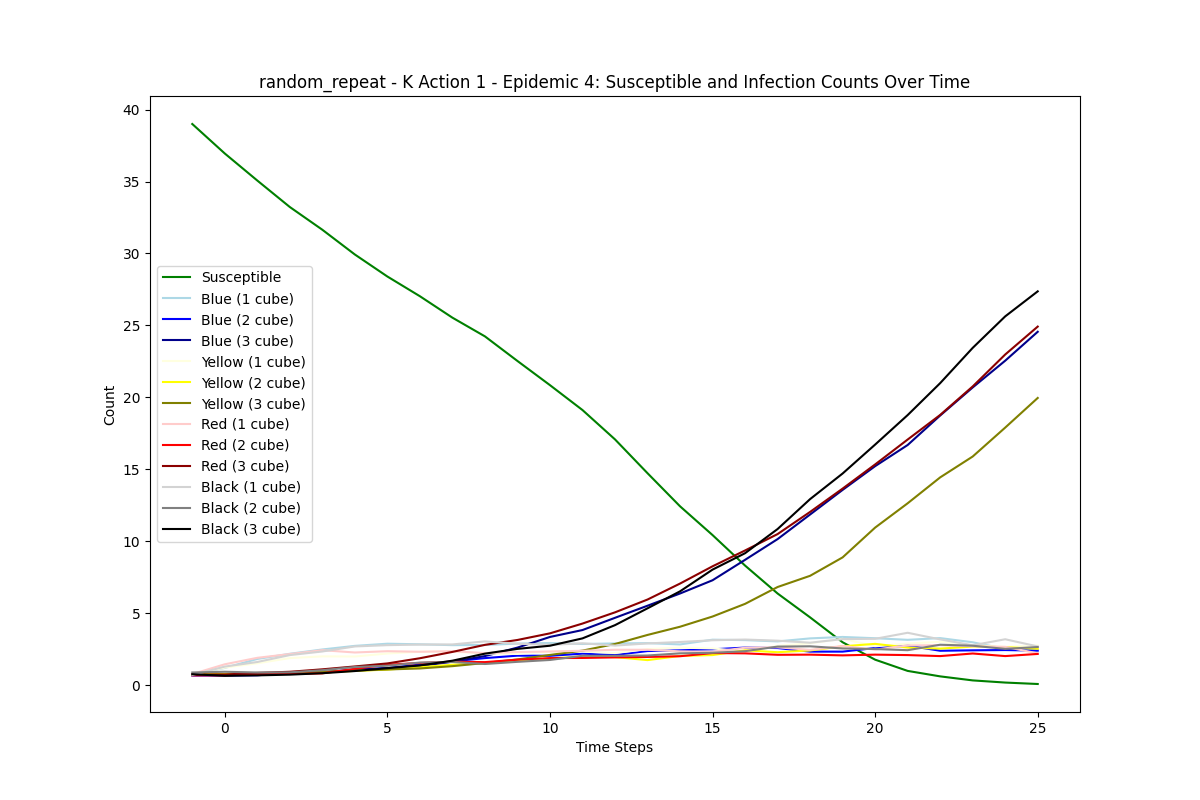 random_repeat - K Action 1 - Epidemic 4: Susceptible and Infection Counts Over Time
40
35
30
25
20
15
10
5
0
Count
Susceptible
Blue (1 cube)
Blue (2 cube)
Blue (3 cube)
Yellow (1 cube)
Yellow (2 cube)
Yellow (3 cube)
Red (1 cube)
Red (2 cube)
Red (3 cube)
Black (1 cube)
Black (2 cube)
Black (3 cube)
0 5 10 15 20 25
Time Steps